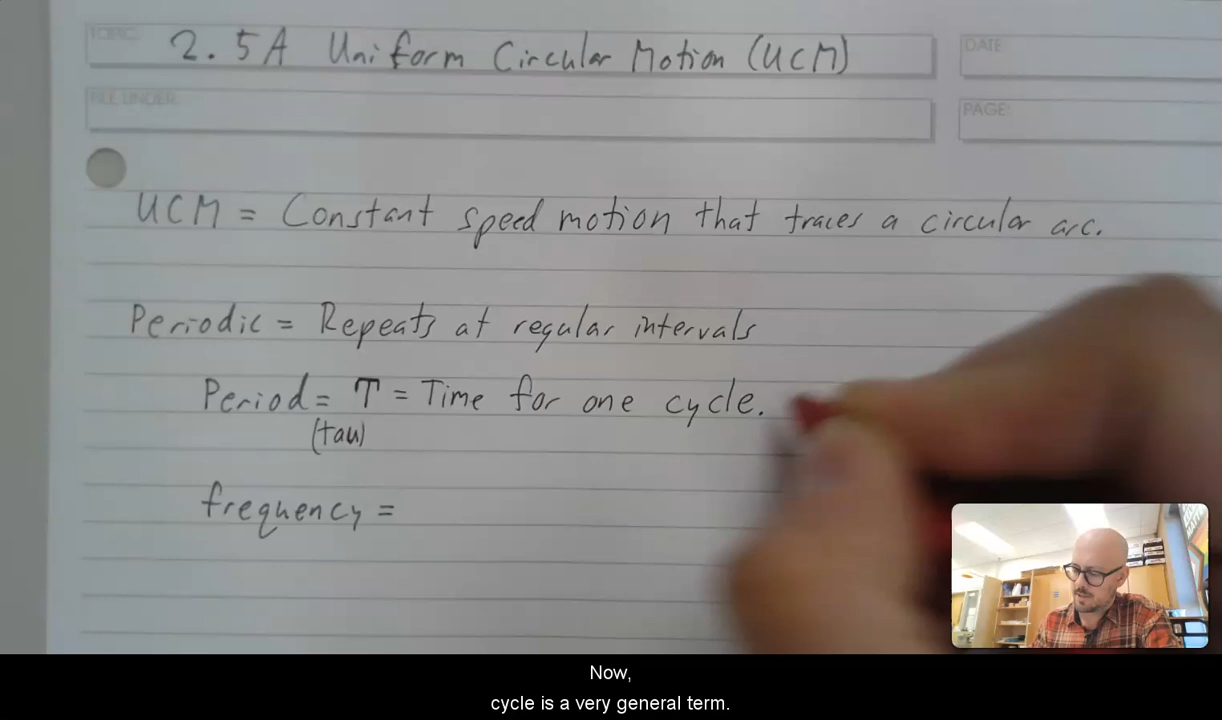 TOPIC:
2.5A Uniform Circular Motion (UCM)
DATE
FILE UNDER:
PAGE:
UCM = Constant speed motion that traces a circular arc.
Periodic = Repeats at regular intervals
Period = T = Time for one cycle.
(tau)
frequency =
Now,
cycle is a very general term.